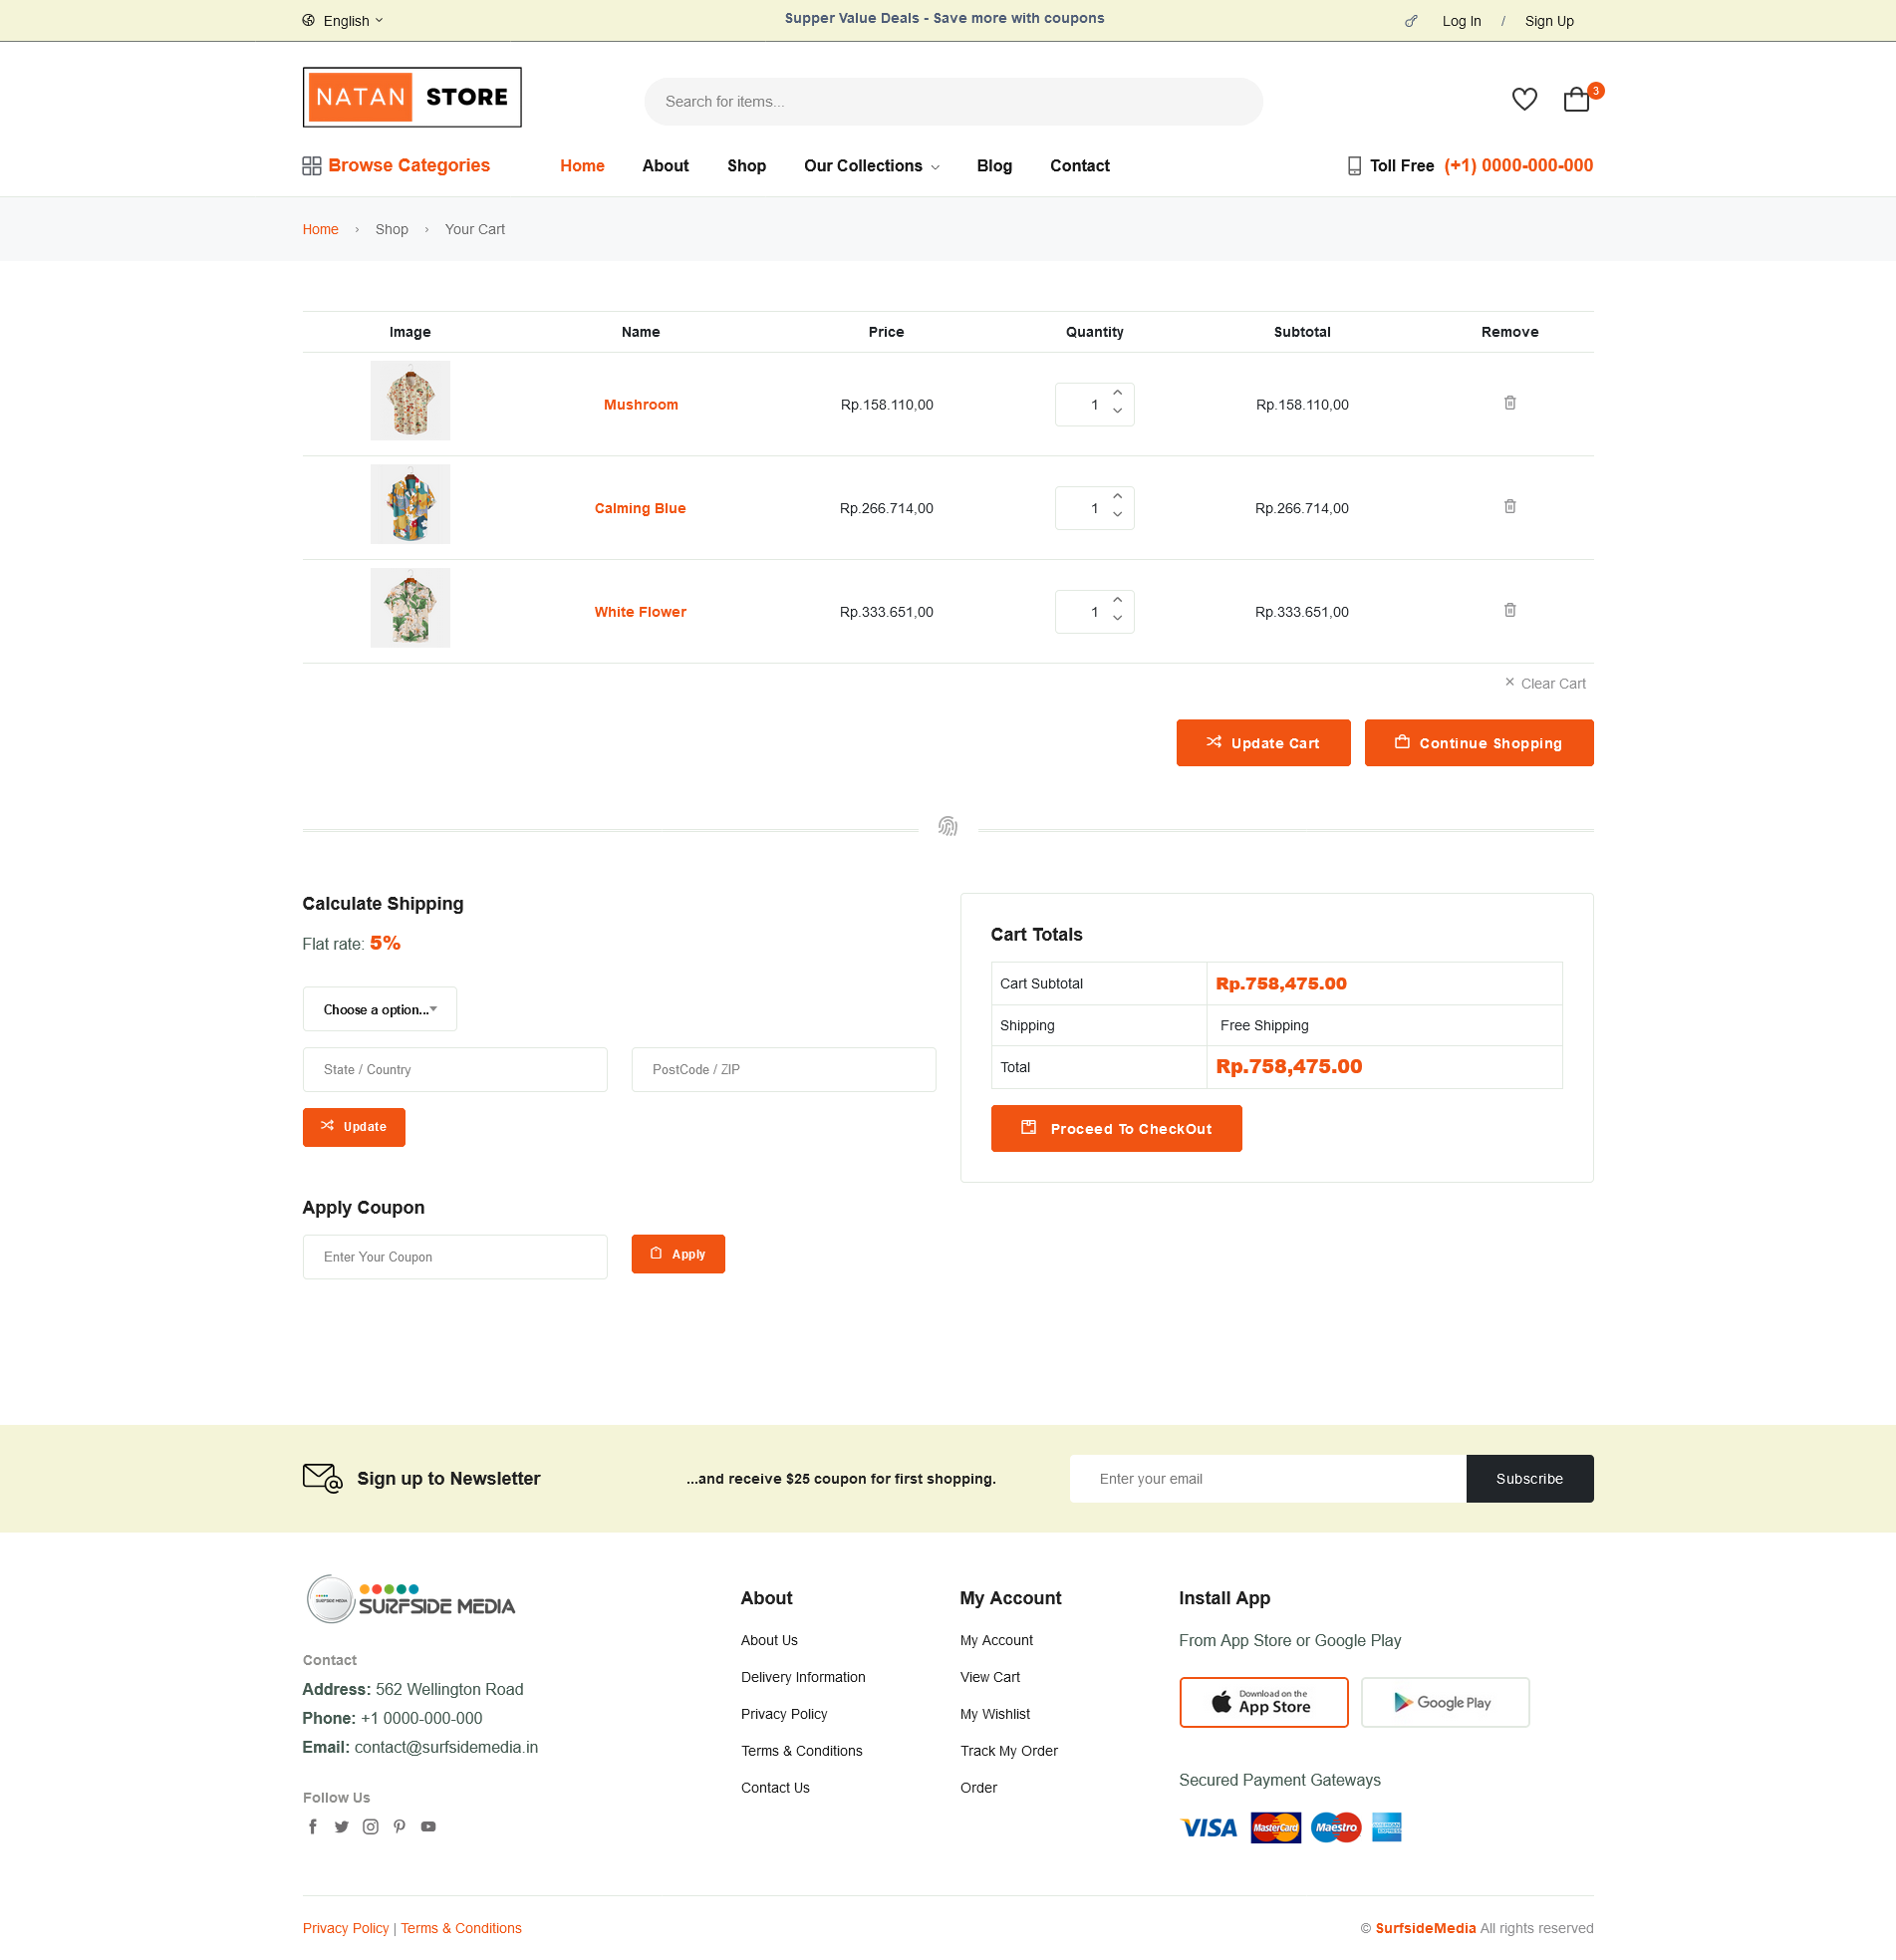 English
Supper Value Deals - Save more with coupons
Log In / Sign Up
NATAN STORE
Search for items...
3
Browse Categories
Home About Shop Our Collections Blog Contact
Toll Free (+1) 0000-000-000
Home › Shop › Your Cart
Image Name Price Quantity Subtotal Remove
Mushroom Rp.158.110,00 1 Rp.158.110,00
Calming Blue Rp.266.714,00 1 Rp.266.714,00
White Flower Rp.333.651,00 1 Rp.333.651,00
Clear Cart
Update Cart Continue Shopping
Calculate Shipping
Flat rate: 5%
Choose a option...
State / Country PostCode / ZIP
Update
Apply Coupon
Enter Your Coupon Apply
Cart Totals
Cart Subtotal Rp.758,475.00
Shipping Free Shipping
Total Rp.758,475.00
Proceed To CheckOut
Sign up to Newsletter
...and receive $25 coupon for first shopping.
Enter your email Subscribe
SURFSIDE MEDIA
SURFSIDE MEDIA
Contact
Address: 562 Wellington Road
Phone: +1 0000-000-000
Email: contact@surfsidemedia.in
Follow Us
About
About Us
Delivery Information
Privacy Policy
Terms & Conditions
Contact Us
My Account
My Account
View Cart
My Wishlist
Track My Order
Order
Install App
From App Store or Google Play
Download on the
App Store
Google Play
Secured Payment Gateways
VISA MasterCard Maestro AMERICAN EXPRESS
Privacy Policy | Terms & Conditions
© SurfsideMedia All rights reserved